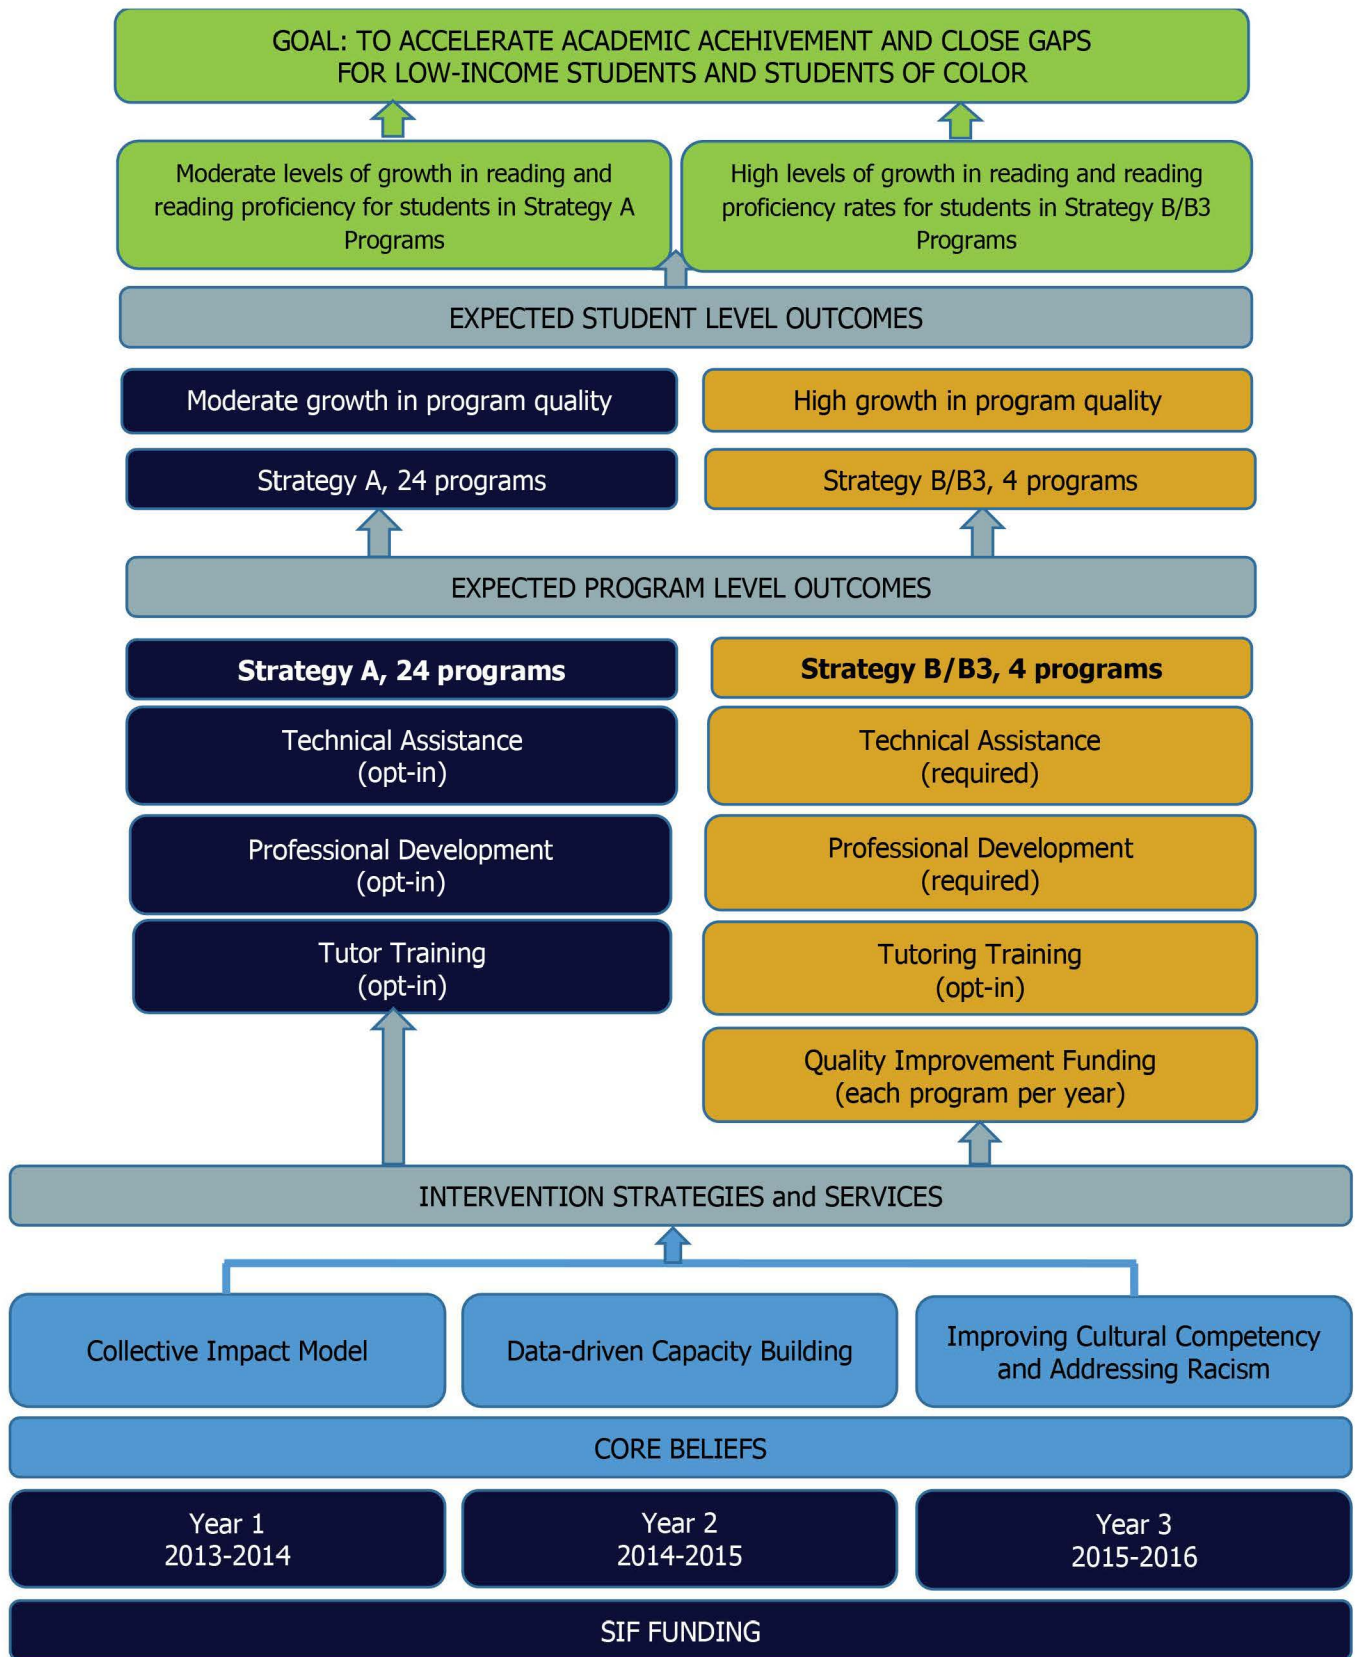 GOAL: TO ACCELERATE ACADEMIC ACEHIVEMENT AND CLOSE GAPS
FOR LOW-INCOME STUDENTS AND STUDENTS OF COLOR
Moderate levels of growth in reading and
reading proficiency for students in Strategy A
Programs
High levels of growth in reading and reading
proficiency rates for students in Strategy B/B3
Programs
EXPECTED STUDENT LEVEL OUTCOMES
Moderate growth in program quality
High growth in program quality
Strategy A, 24 programs
Strategy B/B3, 4 programs
EXPECTED PROGRAM LEVEL OUTCOMES
Strategy A, 24 programs
Strategy B/B3, 4 programs
Technical Assistance
(opt-in)
Technical Assistance
(required)
Professional Development
(opt-in)
Professional Development
(required)
Tutor Training
(opt-in)
Tutoring Training
(opt-in)
Quality Improvement Funding
(each program per year)
INTERVENTION STRATEGIES and SERVICES
Collective Impact Model
Data-driven Capacity Building
Improving Cultural Competency
and Addressing Racism
CORE BELIEFS
Year 1
2013-2014
Year 2
2014-2015
Year 3
2015-2016
SIF FUNDING